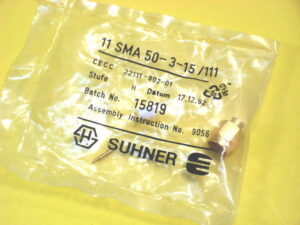 11 SMA 50-3-15/111
CECC 22111-802-01
Stufe H Datum 17.12.92
Batch No. 15819
Assembly Instruction No. 9056
H SUHNER